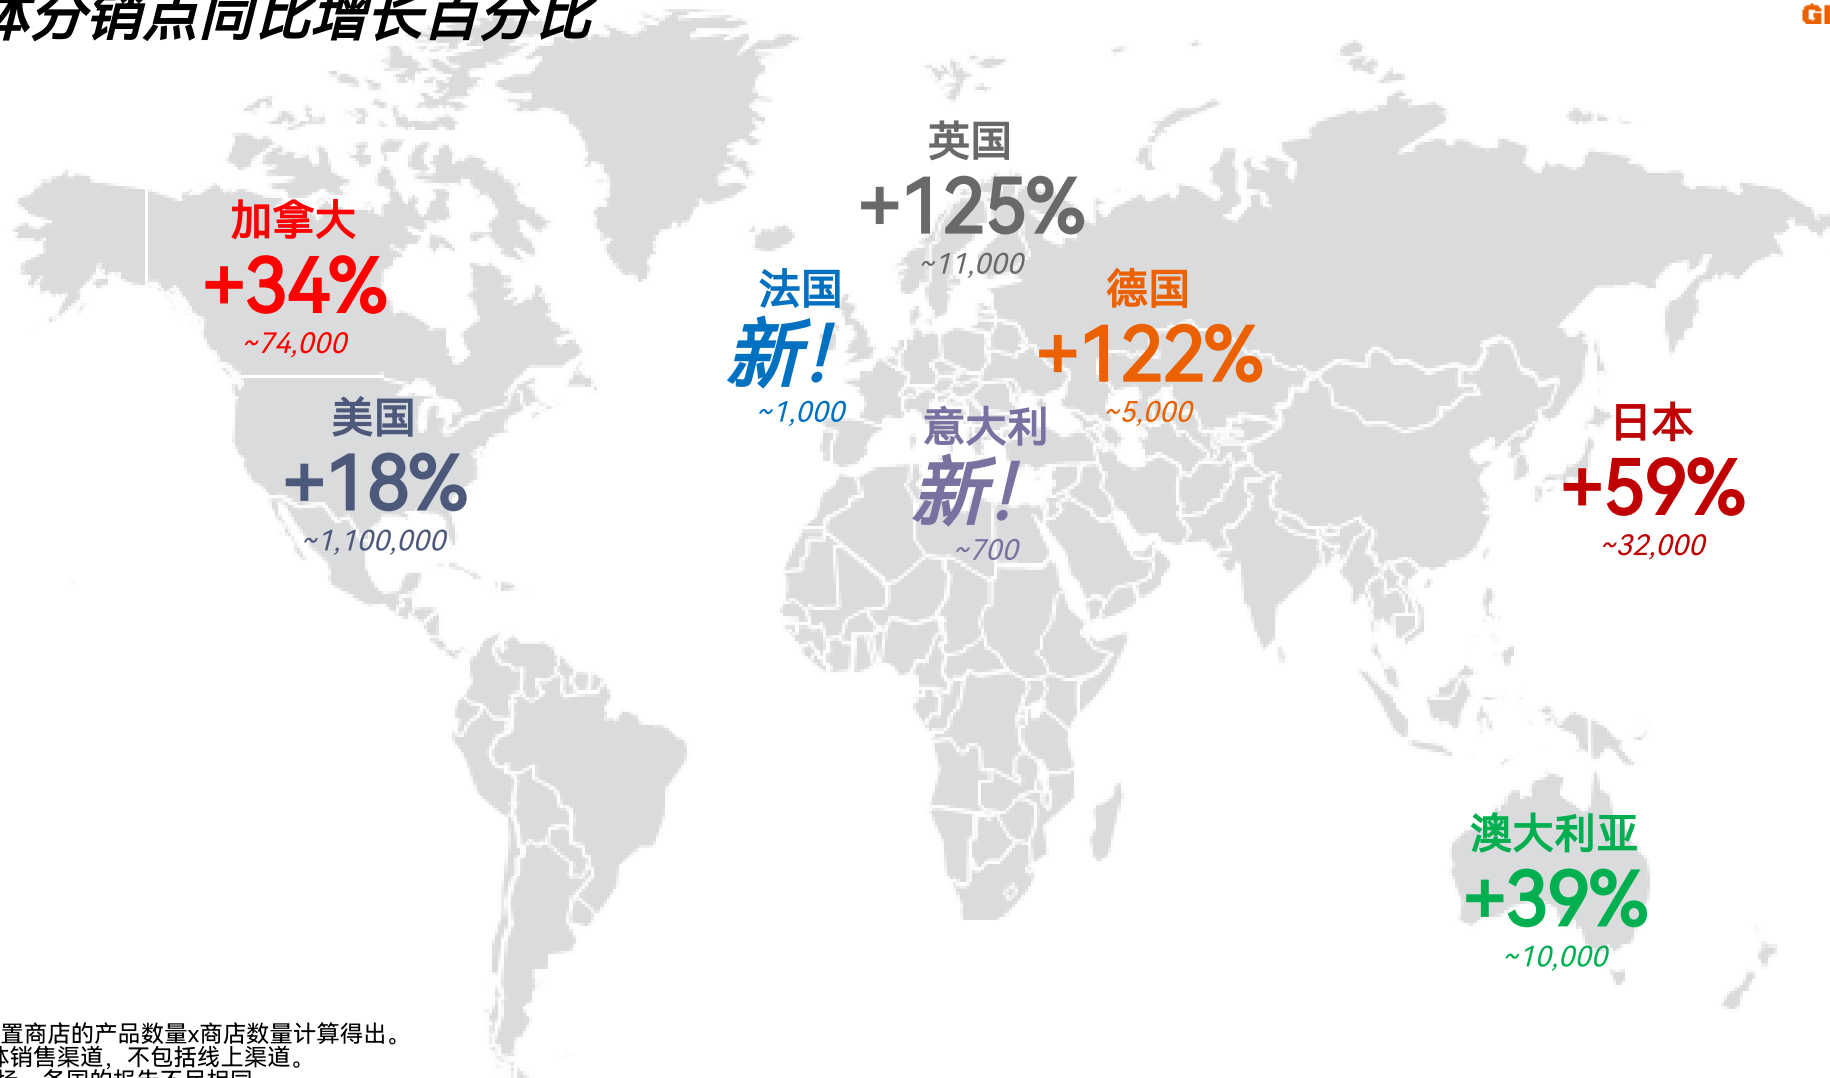 体分销点同比增长百分比
英国
+125%
~11,000
加拿大
+34%
~74,000
法国
新！
~1,000
德国
+122%
~5,000
美国
+18%
~1,100,000
意大利
新！
~700
日本
+59%
~32,000
澳大利亚
+39%
~10,000
置商店的产品数量x商店数量计算得出。
体销售渠道，不包括线上渠道。